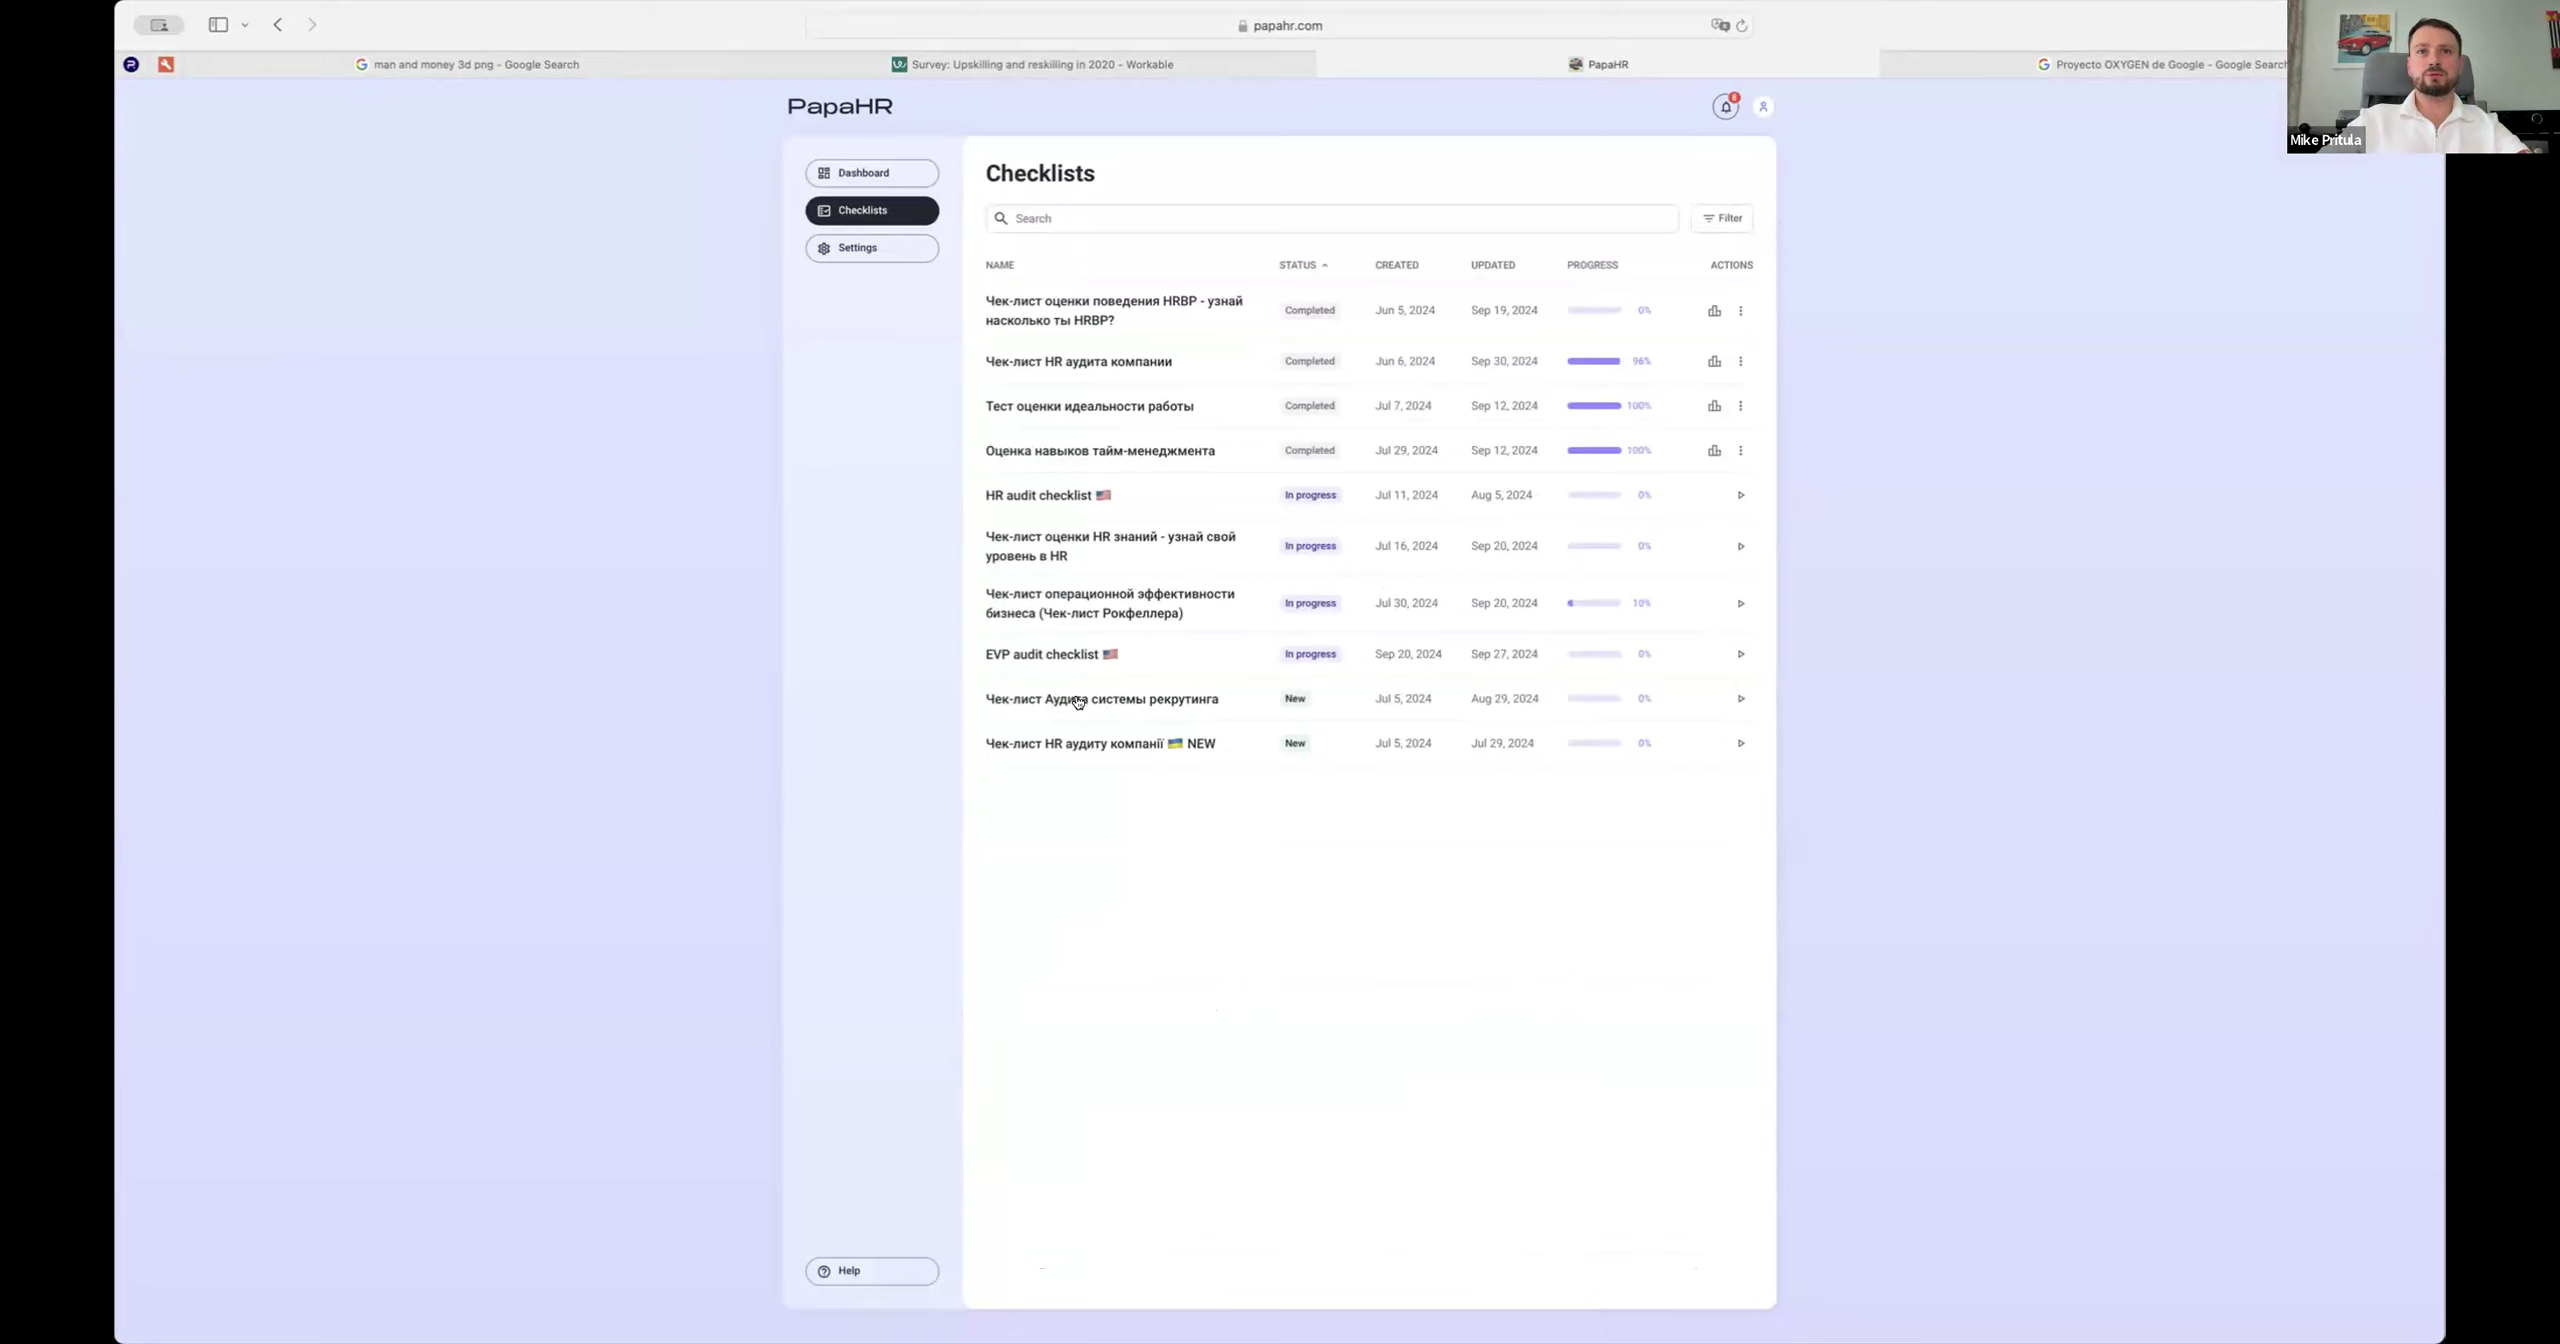 papahr.com
man and money 3d png - Google Search
Survey: Upskilling and reskilling in 2020 - Workable
PapaHR
Proyecto OXYGEN de Google - Google Search
Mike Pritula
PapaHR
8
Dashboard
Checklists
Settings
Help
Checklists
Search
Filter
NAME STATUS CREATED UPDATED PROGRESS ACTIONS
Чек-лист оценки поведения HRBP - узнай
насколько ты HRBP?
Completed Jun 5, 2024 Sep 19, 2024 0%
Чек-лист HR аудита компании Completed Jun 6, 2024 Sep 30, 2024 96%
Тест оценки идеальности работы Completed Jul 7, 2024 Sep 12, 2024 100%
Оценка навыков тайм-менеджмента Completed Jul 29, 2024 Sep 12, 2024 100%
HR audit checklist 🇺🇸 In progress Jul 11, 2024 Aug 5, 2024 0%
Чек-лист оценки HR знаний - узнай свой
уровень в HR
In progress Jul 16, 2024 Sep 20, 2024 0%
Чек-лист операционной эффективности
бизнеса (Чек-лист Рокфеллера)
In progress Jul 30, 2024 Sep 20, 2024 10%
EVP audit checklist 🇺🇸 In progress Sep 20, 2024 Sep 27, 2024 0%
Чек-лист Аудита системы рекрутинга New Jul 5, 2024 Aug 29, 2024 0%
Чек-лист HR аудиту компанії 🇺🇦 NEW New Jul 5, 2024 Jul 29, 2024 0%